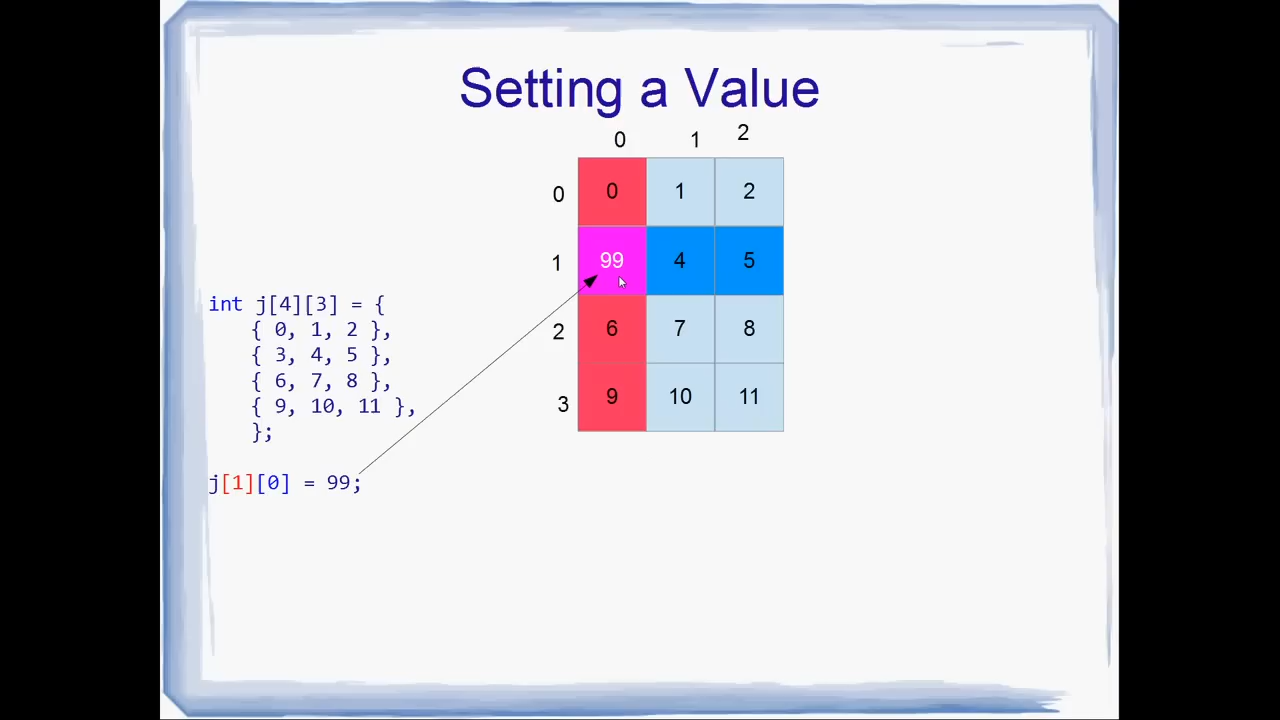 Setting a Value
0 1 2
0 0 1 2
1 99 4 5
2 6 7 8
3 9 10 11
int j[4][3] = {
{ 0, 1, 2 },
{ 3, 4, 5 },
{ 6, 7, 8 },
{ 9, 10, 11 },
};
j[1][0] = 99;